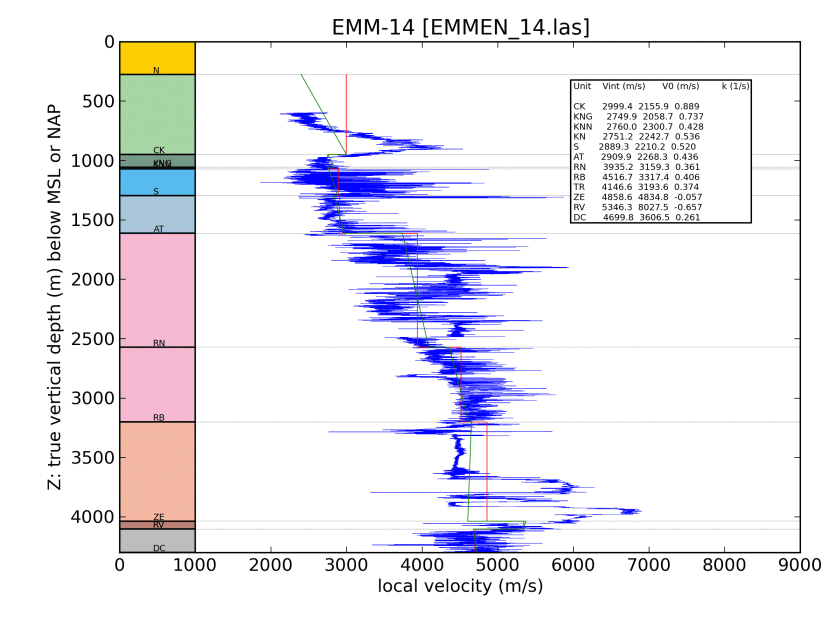 EMM-14 [EMMEN_14.las]
0
500
1000
1500
2000
2500
3000
3500
4000
Z: true vertical depth (m) below MSL or NAP
N
CK
KNG
S
AT
RN
RB
ZE
RV
DC
Unit Vint (m/s) V0 (m/s) k (1/s)
CK 2999.4 2155.9 0.889
KNG 2749.9 2058.7 0.737
KNN 2760.0 2300.7 0.428
KN 2751.2 2242.7 0.536
S 2889.3 2210.2 0.520
AT 2909.9 2268.3 0.436
RN 3935.2 3159.3 0.361
RB 4516.7 3317.4 0.406
TR 4146.6 3193.6 0.374
ZE 4858.6 4834.8 -0.057
RV 5346.3 8027.5 -0.657
DC 4699.8 3606.5 0.261
0 1000 2000 3000 4000 5000 6000 7000 8000 9000
local velocity (m/s)